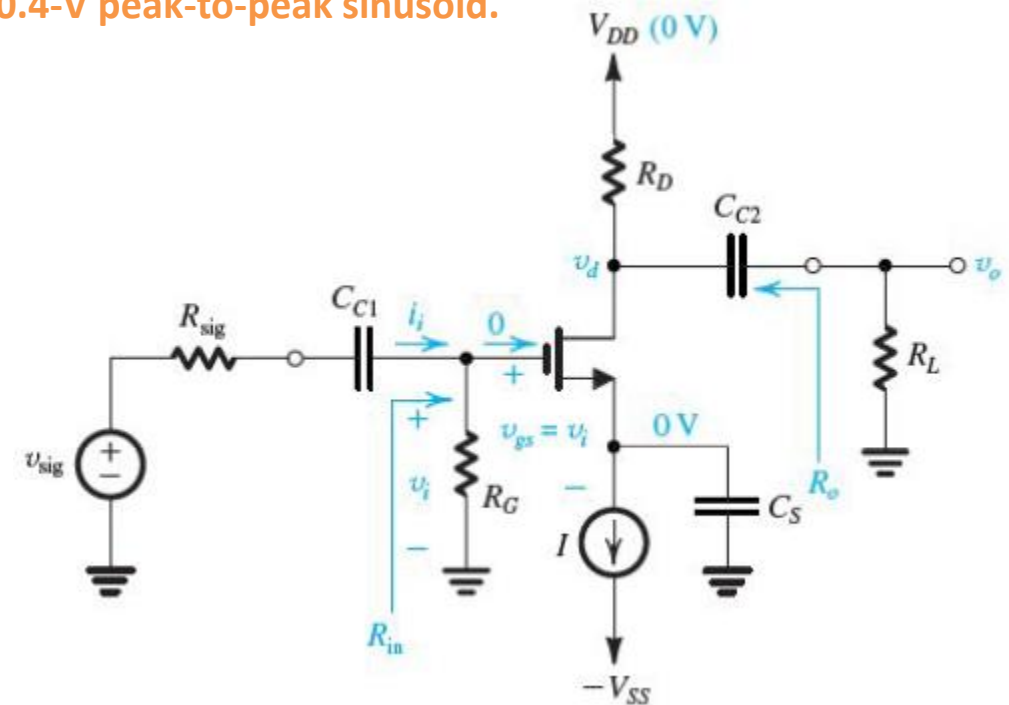 0.4-V peak-to-peak sinusoid.
V_DD (0 V)
R_D
C_C2
v_d
v_o
C_C1
i_i
0
R_sig
+
R_L
+
v_gs = v_i
0 V
+
−
v_sig
v_i
R_G
−
R_o
C_S
I
−
R_in
−V_SS